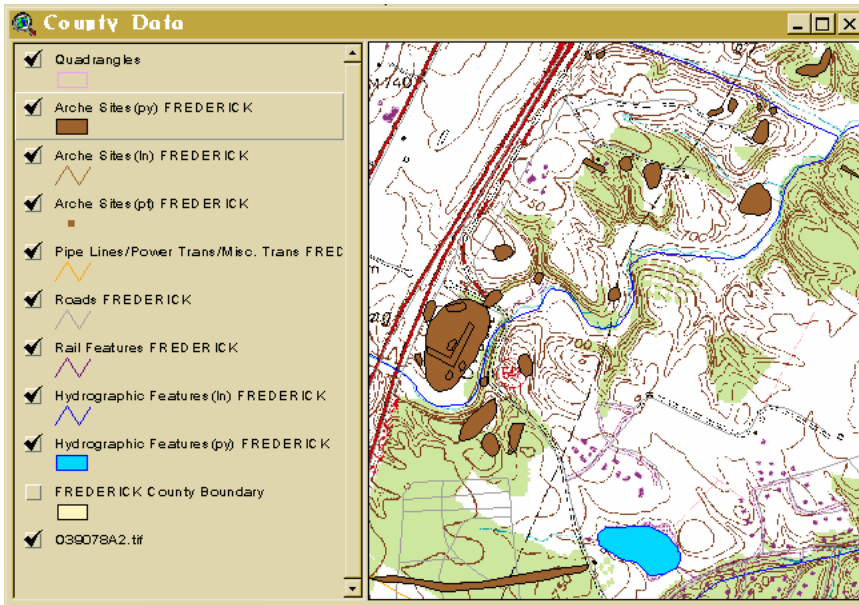 County Data
Quadrangles
Arche Sites(py) FREDERICK
Arche Sites(ln) FREDERICK
Arche Sites(pt) FREDERICK
Pipe Lines/Power Trans/Misc. Trans FRED
Roads FREDERICK
Rail Features FREDERICK
Hydrographic Features(ln) FREDERICK
Hydrographic Features(py) FREDERICK
FREDERICK County Boundary
O39078A2.tif
740
700